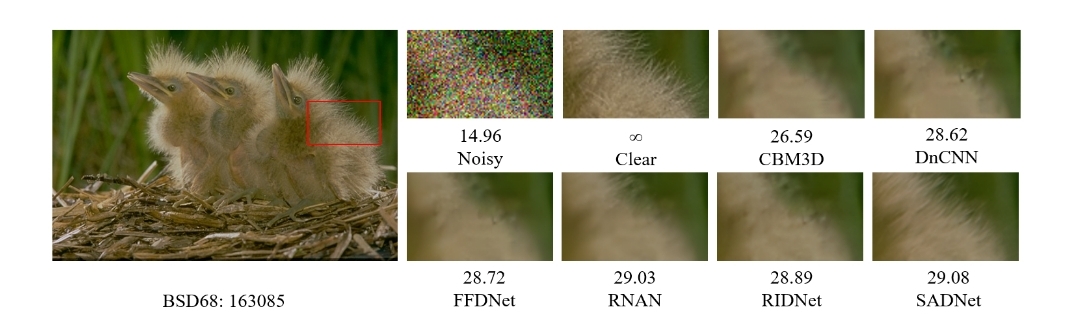 14.96 ∞ 26.59 28.62
Noisy Clear CBM3D DnCNN
28.72 29.03 28.89 29.08
FFDNet RNAN RIDNet SADNet
BSD68: 163085